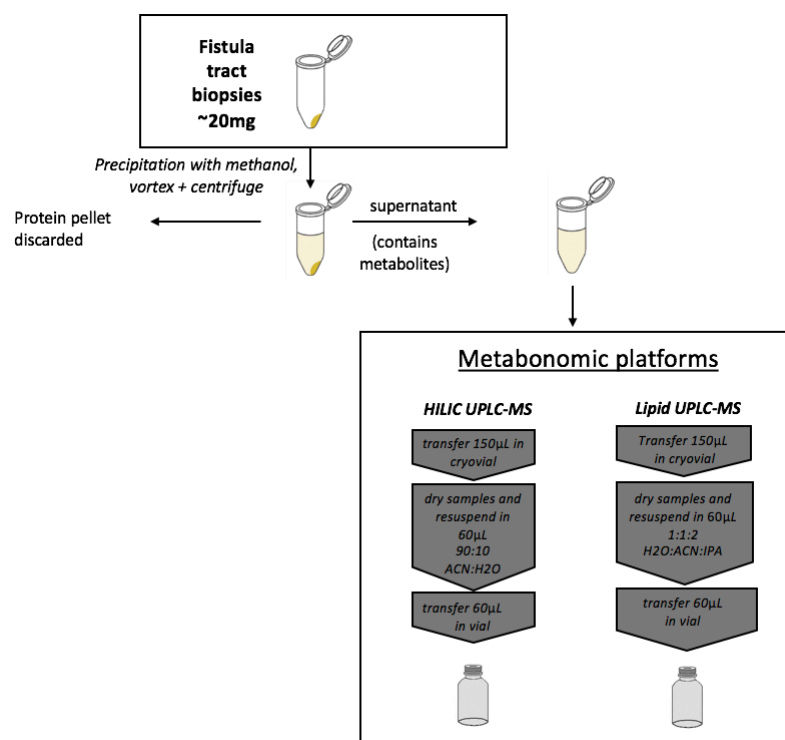 Fistula
tract
biopsies
~20mg
Precipitation with methanol,
vortex + centrifuge
Protein pellet
discarded
supernatant
(contains
metabolites)
Metabonomic platforms
HILIC UPLC-MS
transfer 150µL in
cryovial
dry samples and
resuspend in
60µL
90:10
ACN:H2O
transfer 60µL
in vial
Lipid UPLC-MS
Transfer 150µL
in cryovial
dry samples and
resuspend in 60µL
1:1:2
H2O:ACN:IPA
transfer 60µL
in vial